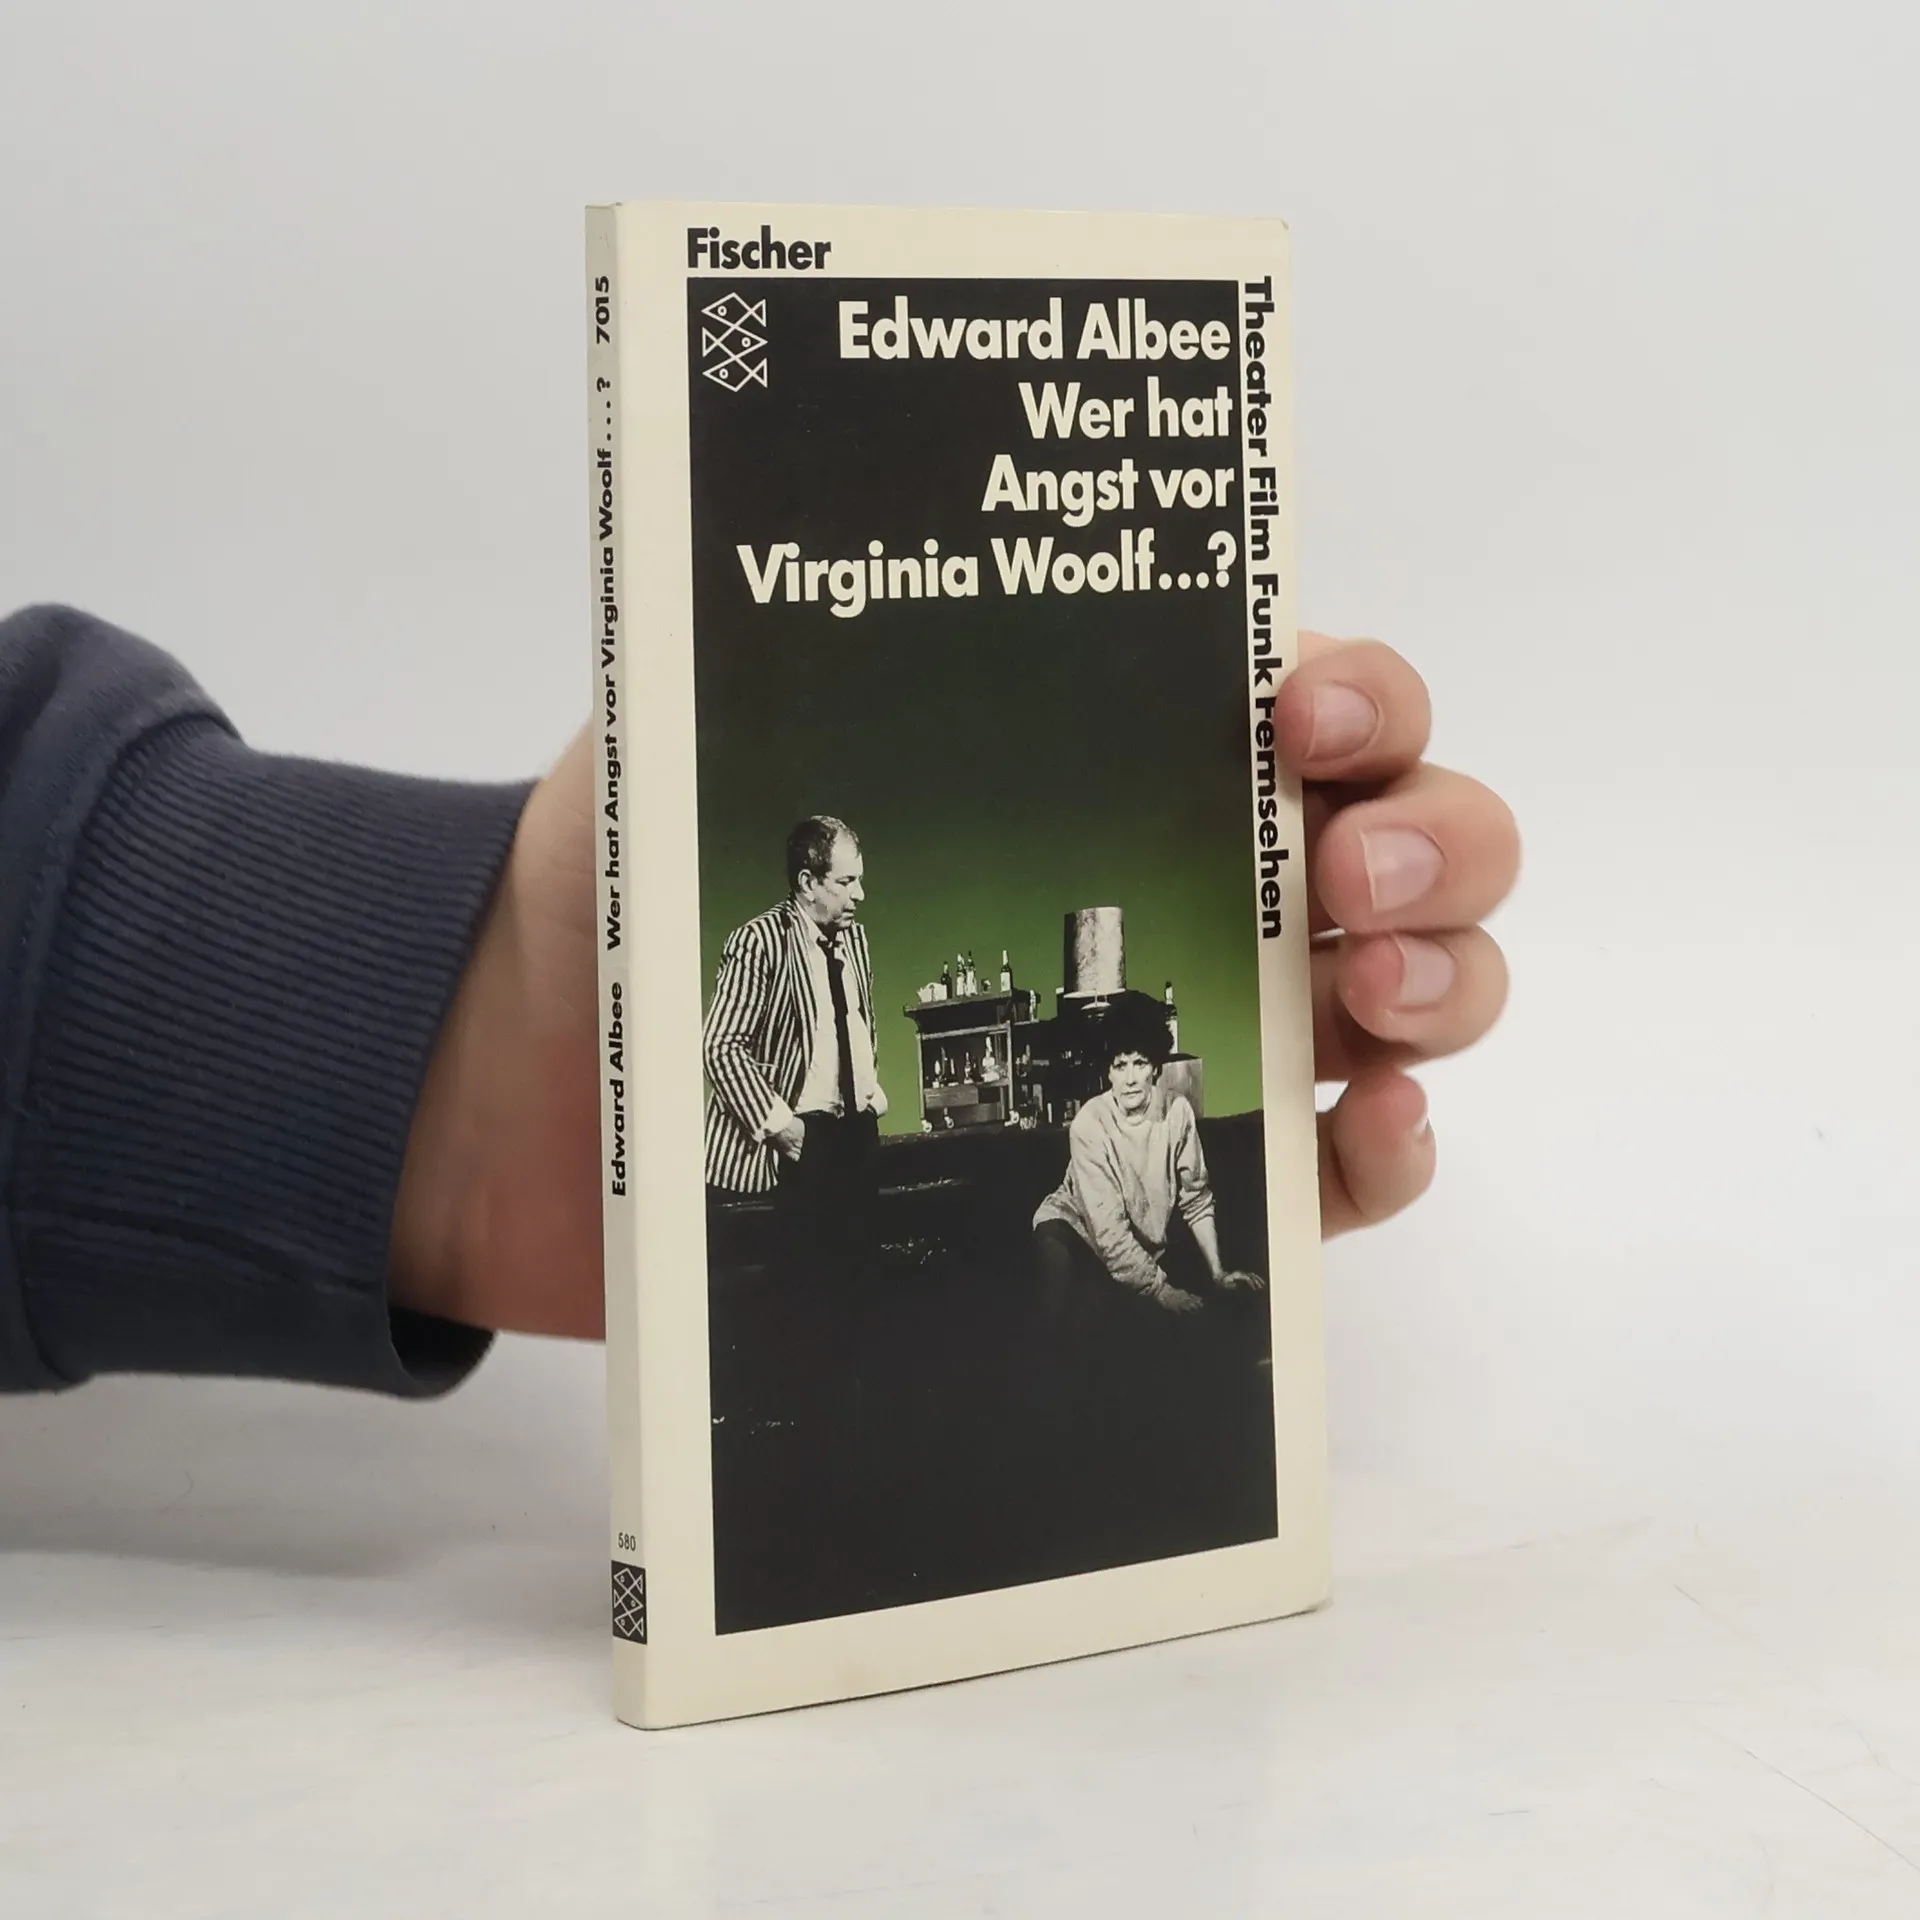 Fischer
Edward Albee
Wer hat
Angst vor
Virginia Woolf...?
Theater Film Funk Fernsehen
Edward Albee Wer hat Angst vor Virginia Woolf...? 7015
580